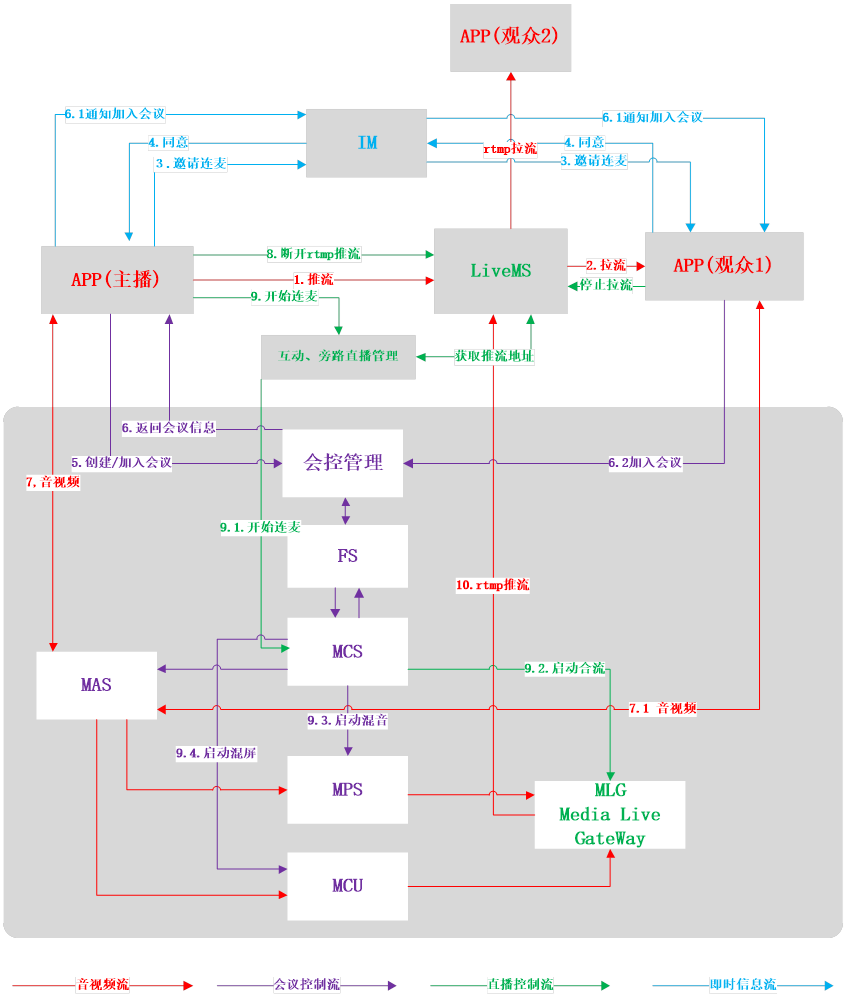 APP(观众2)
6.1通知加入会议
IM
6.1通知加入会议
4.同意
rtmp拉流
4.同意
3.邀请连麦
3.邀请连麦
8.断开rtmp推流
APP(主播)
1.推流
LiveMS
2.拉流
APP(观众1)
停止拉流
9.开始连麦
互动、旁路直播管理
获取推流地址
6.返回会议信息
5.创建/加入会议
会控管理
6.2加入会议
7,音视频
9.1.开始连麦
FS
10.rtmp推流
MCS
9.2.启动合流
MAS
7.1 音视频
9.3.启动混音
9.4.启动混屏
MPS
MLG
Media Live
GateWay
MCU
音视频流
会议控制流
直播控制流
即时信息流